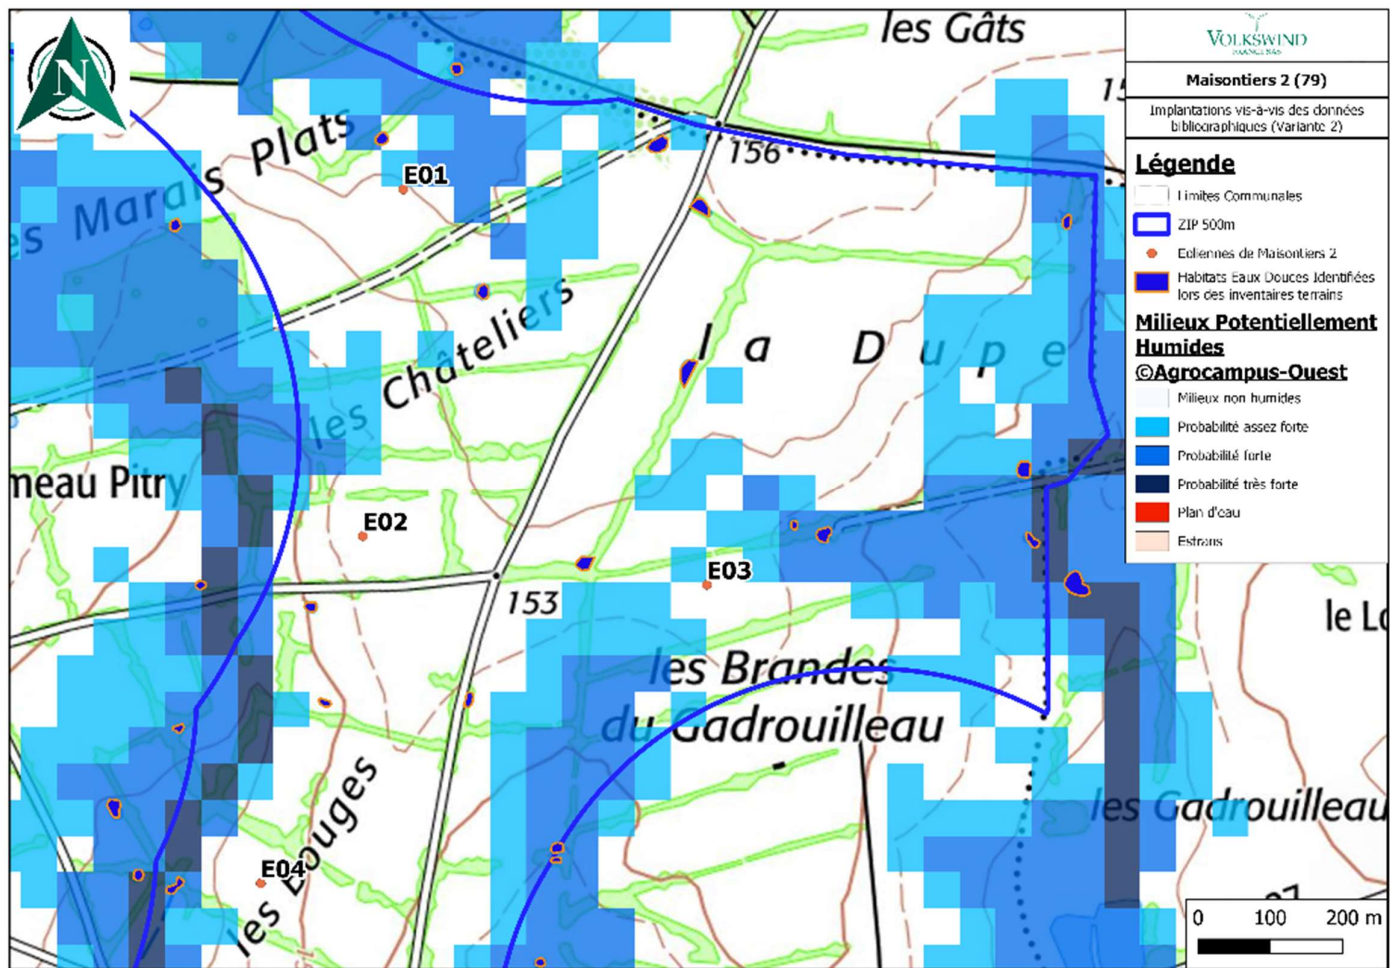 N
les Gâts
VOLKSWIND
FRANCE SAS
Maisontiers 2 (79)
Implantations vis-à-vis des données
bibliographiques (Variante 2)
Légende
Limites Communales
ZIP 500m
Eoliennes de Maisontiers 2
Habitats Eaux Douces Identifiées
lors des inventaires terrains
Milieux Potentiellement
Humides
©Agrocampus-Ouest
Milieux non humides
Probabilité assez forte
Probabilité forte
Probabilité très forte
Plan d'eau
Estrans
15
Marais Plats
156
E01
es
les Châteliers
la Dupe
meau Pitry
E02
E03
153
les Brandes
du Gadrouilleau
le Lo
les Gadrouilleau
les Bouges
E04
0 100 200 m